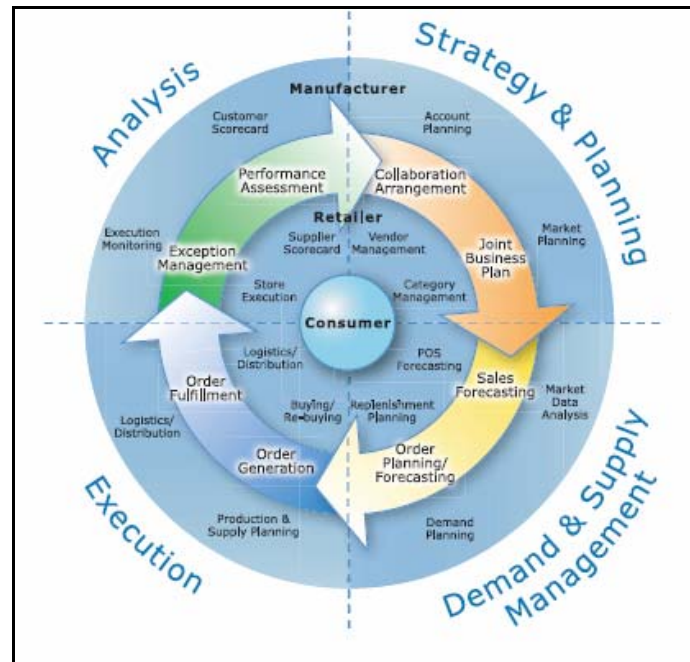 Analysis
Strategy & Planning
Manufacturer
Customer
Scorecard
Account
Planning
Performance
Assessment
Collaboration
Arrangement
Retailer
Supplier
Scorecard
Vendor
Management
Execution
Monitoring
Exception
Management
Joint
Business
Plan
Market
Planning
Store
Execution
Category
Management
Consumer
Logistics/
Distribution
POS
Forecasting
Order
Fulfillment
Sales
Forecasting
Market
Data
Analysis
Logistics/
Distribution
Buying/
Re-buying
Replenishment
Planning
Order
Generation
Order
Planning/
Forecasting
Production &
Supply Planning
Demand
Planning
Execution
Demand & Supply
Management